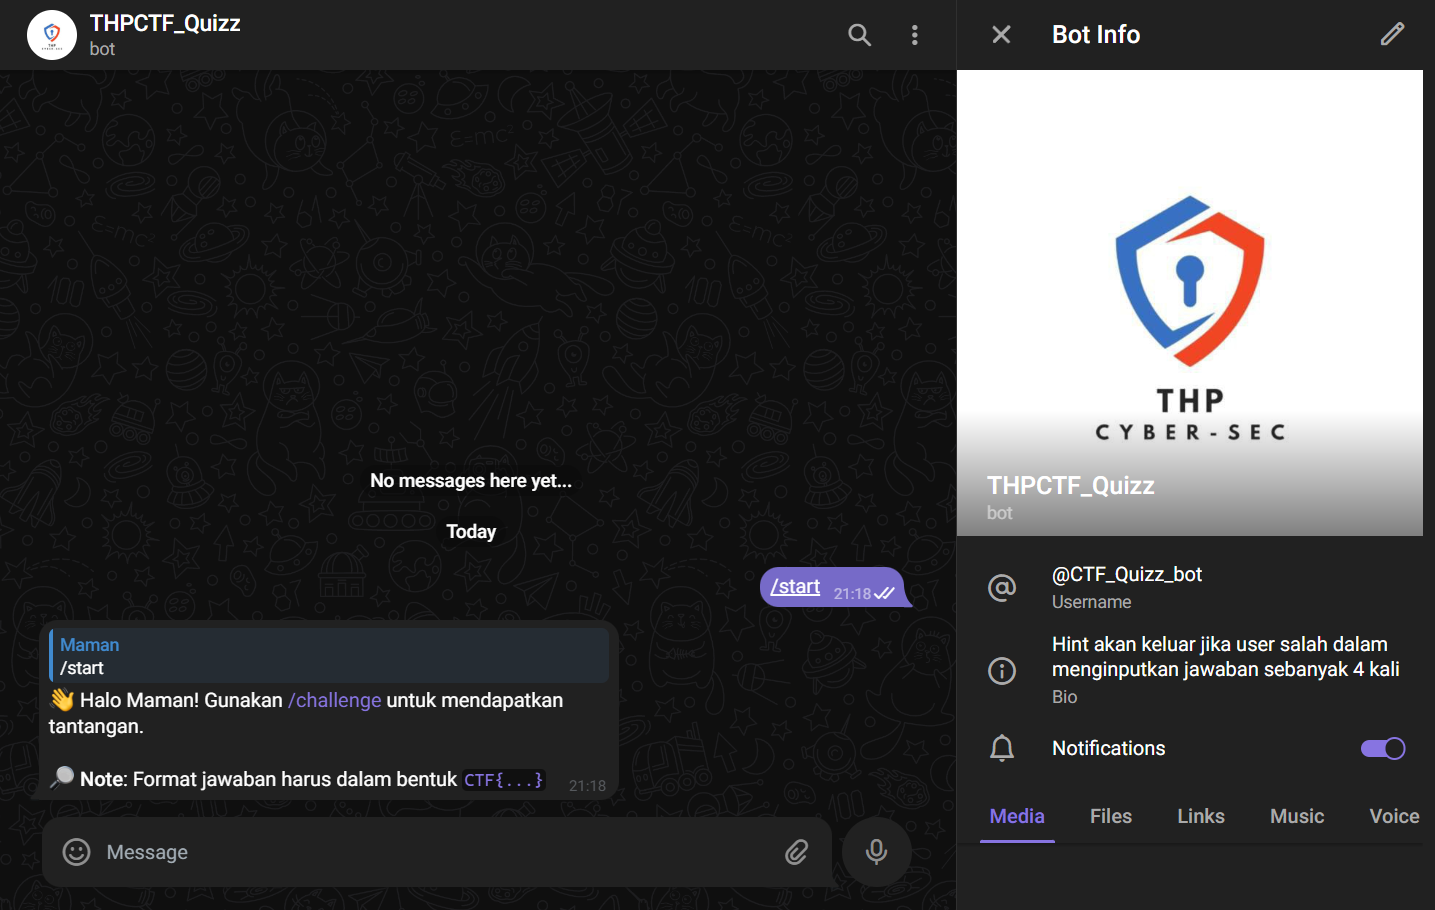 THPCTF_Quizz
bot
No messages here yet...
Today
/start 21:18
Maman
/start
👋 Halo Maman! Gunakan /challenge untuk mendapatkan
tantangan.
🔎 Note: Format jawaban harus dalam bentuk CTF{...} 21:18
Message
Bot Info
THP
CYBER-SEC
THPCTF_Quizz
bot
@CTF_Quizz_bot
Username
Hint akan keluar jika user salah dalam
menginputkan jawaban sebanyak 4 kali
Bio
Notifications
Media Files Links Music Voice